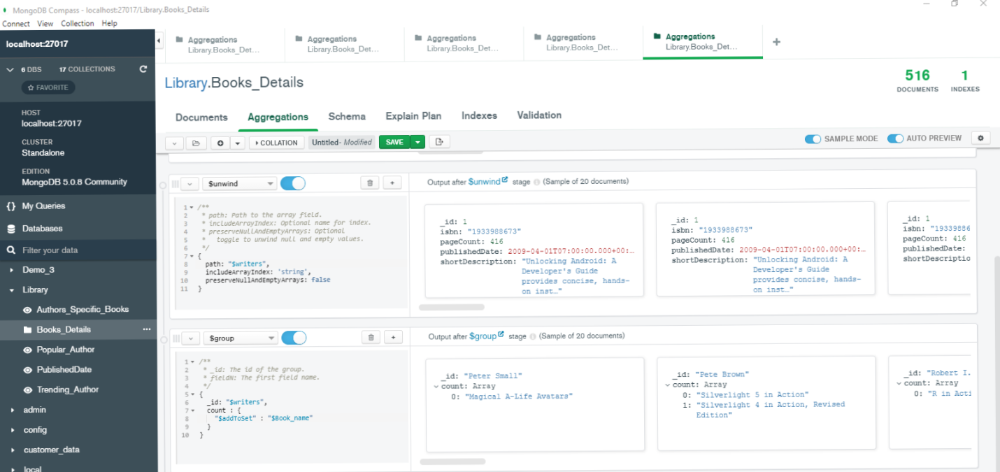 MongoDB Compass - localhost:27017/Library.Books_Details
Connect View Collection Help
localhost:27017
6 DBS 17 COLLECTIONS
FAVORITE
HOST
localhost:27017
CLUSTER
Standalone
EDITION
MongoDB 5.0.8 Community
{} My Queries
Databases
Filter your data
Demo_3
Library
Authors_Specific_Books
Books_Details ...
Popular_Author
PublishedDate
Trending_Author
admin
config
customer_data
local
Aggregations
Library.Books_Det...
Aggregations
Library.Books_Det...
Aggregations
Library.Books_Det...
Aggregations
Library.Books_Det...
Aggregations
Library.Books_Det...
+
Library.Books_Details
516
DOCUMENTS
1
INDEXES
Documents Aggregations Schema Explain Plan Indexes Validation
COLLATION Untitled- Modified SAVE SAMPLE MODE AUTO PREVIEW
$unwind +
1 /**
2 * path: Path to the array field.
3 * includeArrayIndex: Optional name for index.
4 * preserveNullAndEmptyArrays: Optional
5 * toggle to unwind null and empty values.
6 */
7 {
8 path: "$writers",
9 includeArrayIndex: 'string',
10 preserveNullAndEmptyArrays: false
11 }
Output after $unwind stage (Sample of 20 documents)
_id: 1
isbn: "1933988673"
pageCount: 416
publishedDate: 2009-04-01T07:00:00.000+00:...
shortDescription: "Unlocking Android: A
Developer's Guide
provides concise, hands-
on inst..."
_id: 1
isbn: "1933988673"
pageCount: 416
publishedDate: 2009-04-01T07:00:00.000+00:...
shortDescription: "Unlocking Android: A
Developer's Guide
provides concise, hands-
on inst..."
_id: 1
isbn: "19339886
pageCount: 416
publishedDate:
shortDescriptio
$group +
1 /**
2 * _id: The id of the group.
3 * fieldN: The first field name.
4 */
5 {
6 _id: "$writers",
7 count : {
8 "$addToSet" : "$Book_name"
9 }
10 }
Output after $group stage (Sample of 20 documents)
_id: "Peter Small"
count: Array
0: "Magical A-Life Avatars"
_id: "Pete Brown"
count: Array
0: "Silverlight 5 in Action"
1: "Silverlight 4 in Action, Revised
Edition"
_id: "Robert I.
count: Array
0: "R in Acti